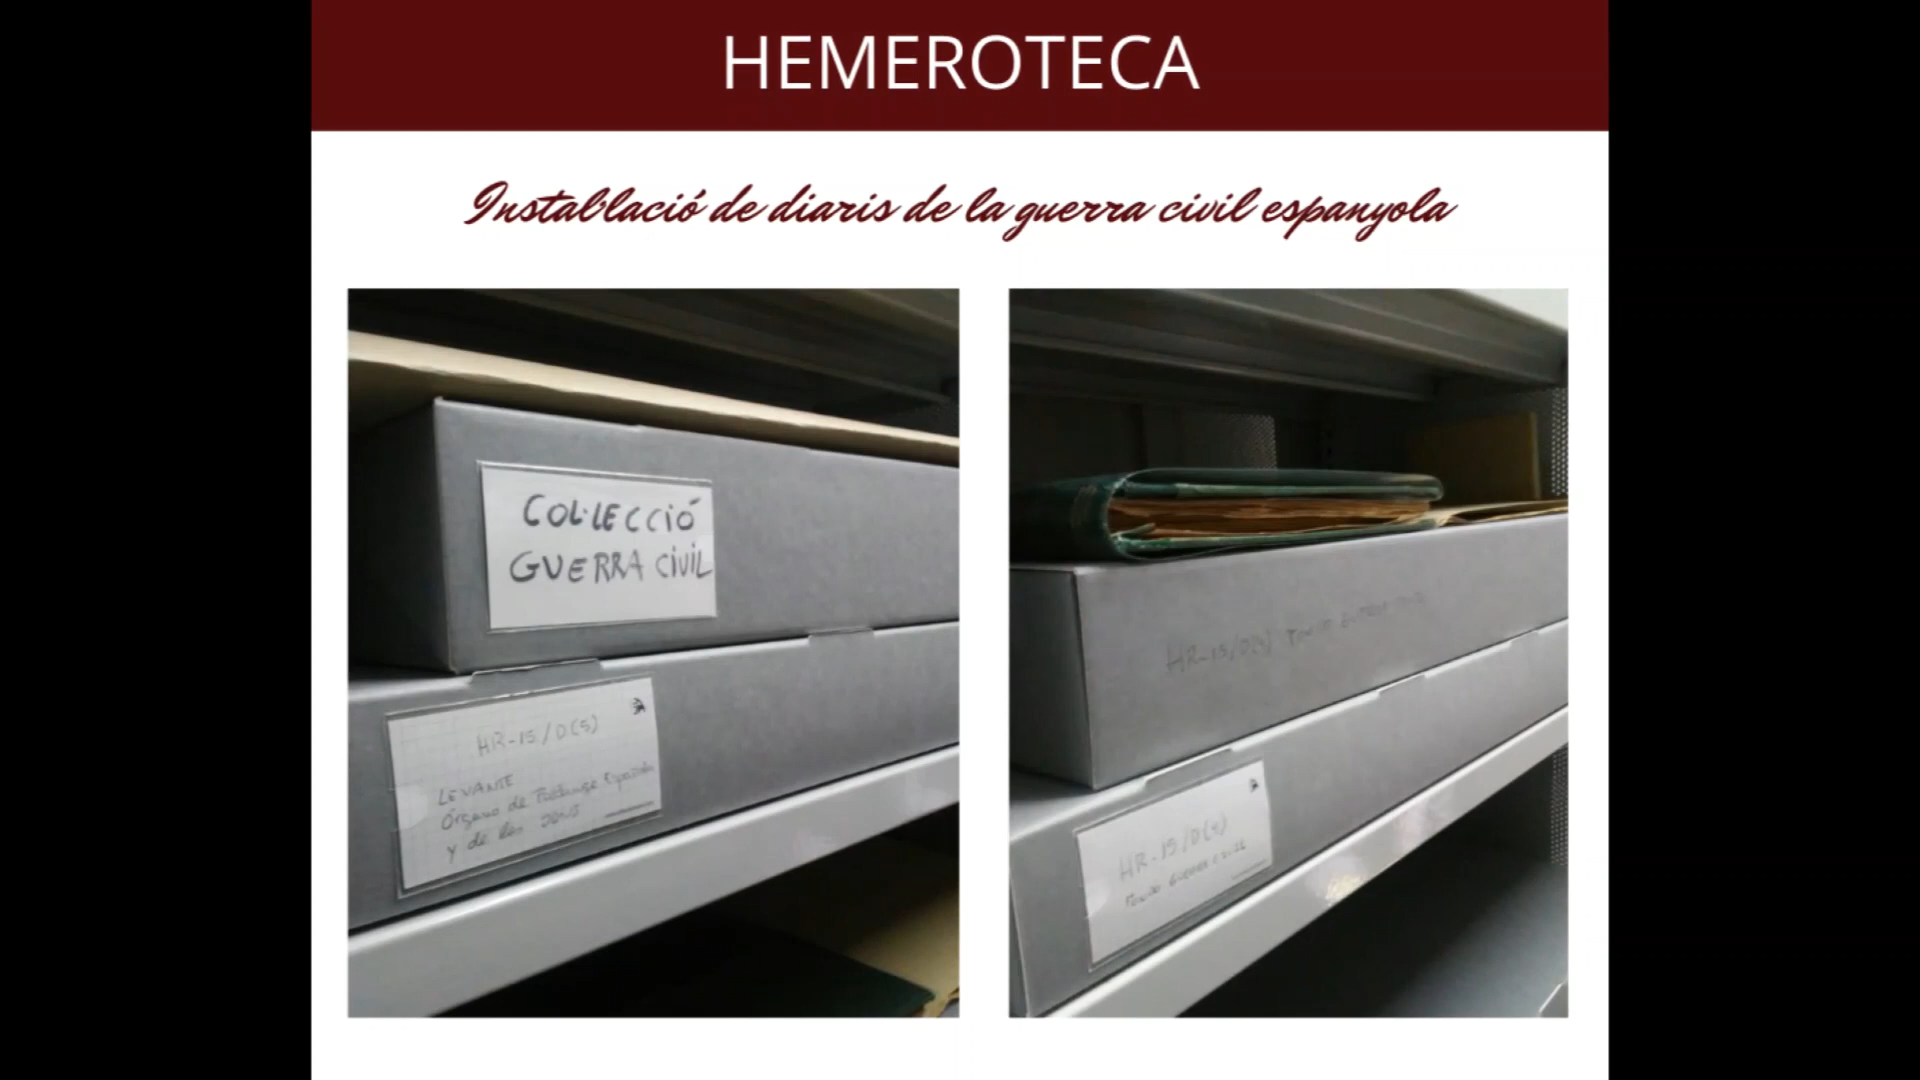 HEMEROTECA
Instal·lació de diaris de la guerra civil espanyola
COL·LECCIÓ
GUERRA CIVIL
HR-15/D(5)
LEVANTE
Órgano de Falange Española
y de las JONS
HR-15/D(4)
FONDO GUERRA CIVIL